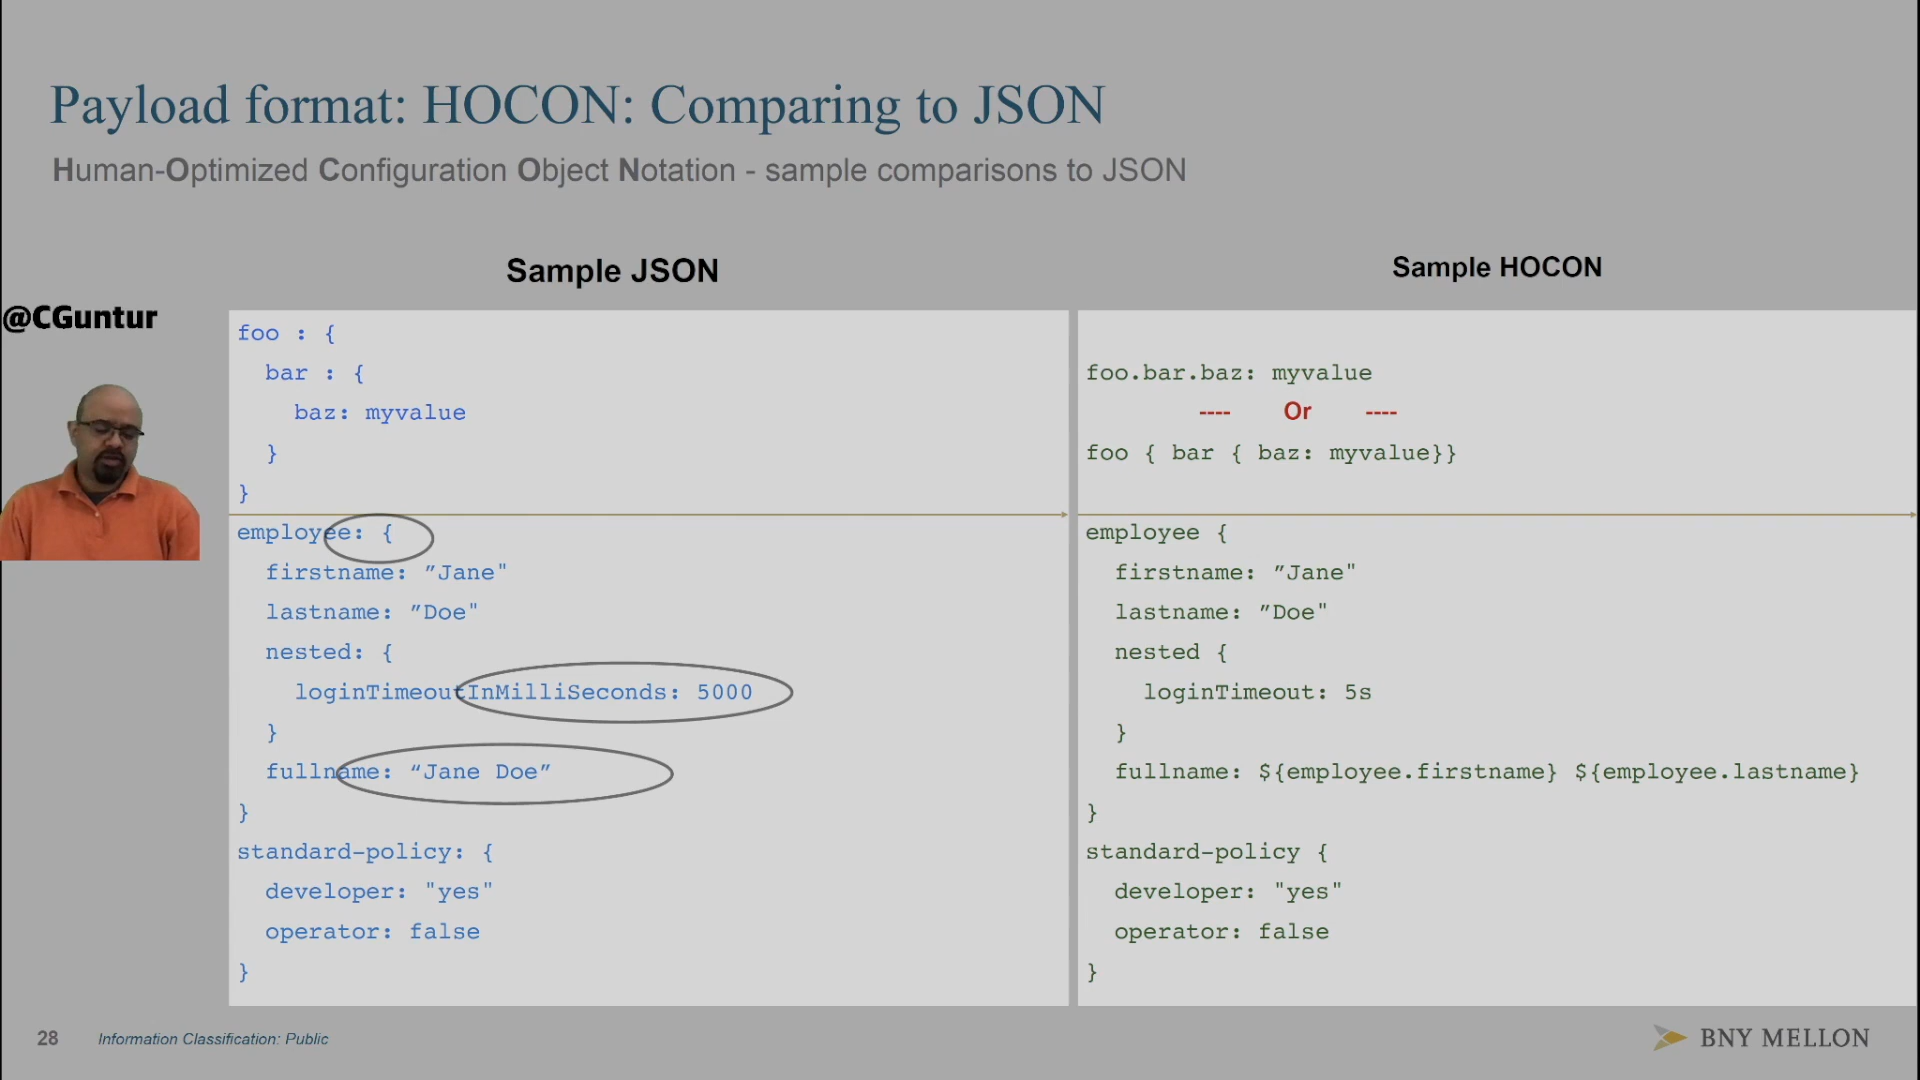 Payload format: HOCON: Comparing to JSON
Human-Optimized Configuration Object Notation - sample comparisons to JSON
Sample JSON
Sample HOCON
@CGuntur
foo : {
bar : {
baz: myvalue
}
}
employee: {
firstname: ”Jane"
lastname: ”Doe"
nested: {
loginTimeoutInMilliSeconds: 5000
}
fullname: “Jane Doe”
}
standard-policy: {
developer: "yes"
operator: false
}
foo.bar.baz: myvalue
---- Or ----
foo { bar { baz: myvalue}}
employee {
firstname: ”Jane"
lastname: ”Doe"
nested {
loginTimeout: 5s
}
fullname: ${employee.firstname} ${employee.lastname}
}
standard-policy {
developer: "yes"
operator: false
}
28
Information Classification: Public
BNY MELLON